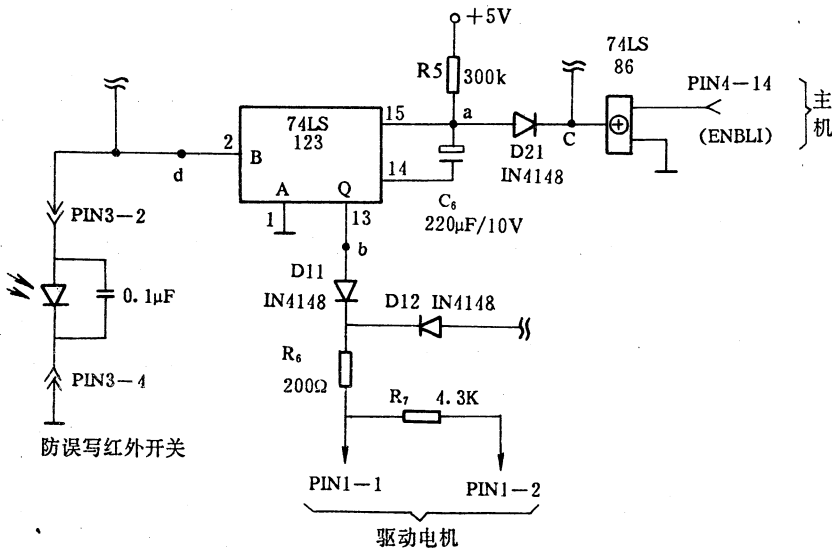 +5V
R5
300k
74LS
86
PIN4-14
(ENBLI)
主机
15
a
74LS
123
2
B
d
D21
IN4148
C
14
C₆
220μF/10V
A
Q
1
13
b
PIN3-2
0.1μF
PIN3-4
防误写红外开关
D11
IN4148
D12 IN4148
R₆
200Ω
R₇ 4.3K
PIN1-1
PIN1-2
驱动电机